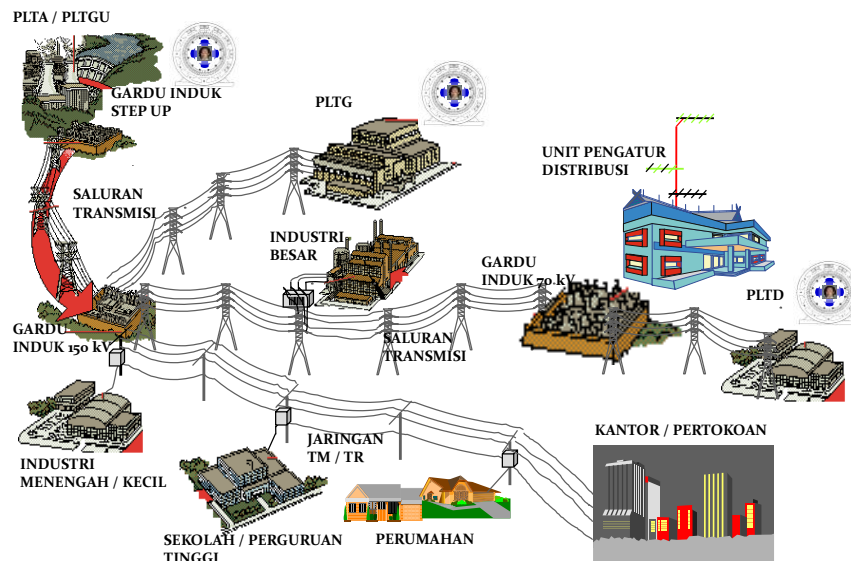 PLTA / PLTGU
GARDU INDUK
STEP UP
PLTG
UNIT PENGATUR
DISTRIBUSI
SALURAN
TRANSMISI
INDUSTRI
BESAR
GARDU
INDUK 70 kV
PLTD
GARDU
INDUK 150 kV
SALURAN
TRANSMISI
JARINGAN
TM / TR
KANTOR / PERTOKOAN
INDUSTRI
MENENGAH / KECIL
SEKOLAH / PERGURUAN
TINGGI
PERUMAHAN